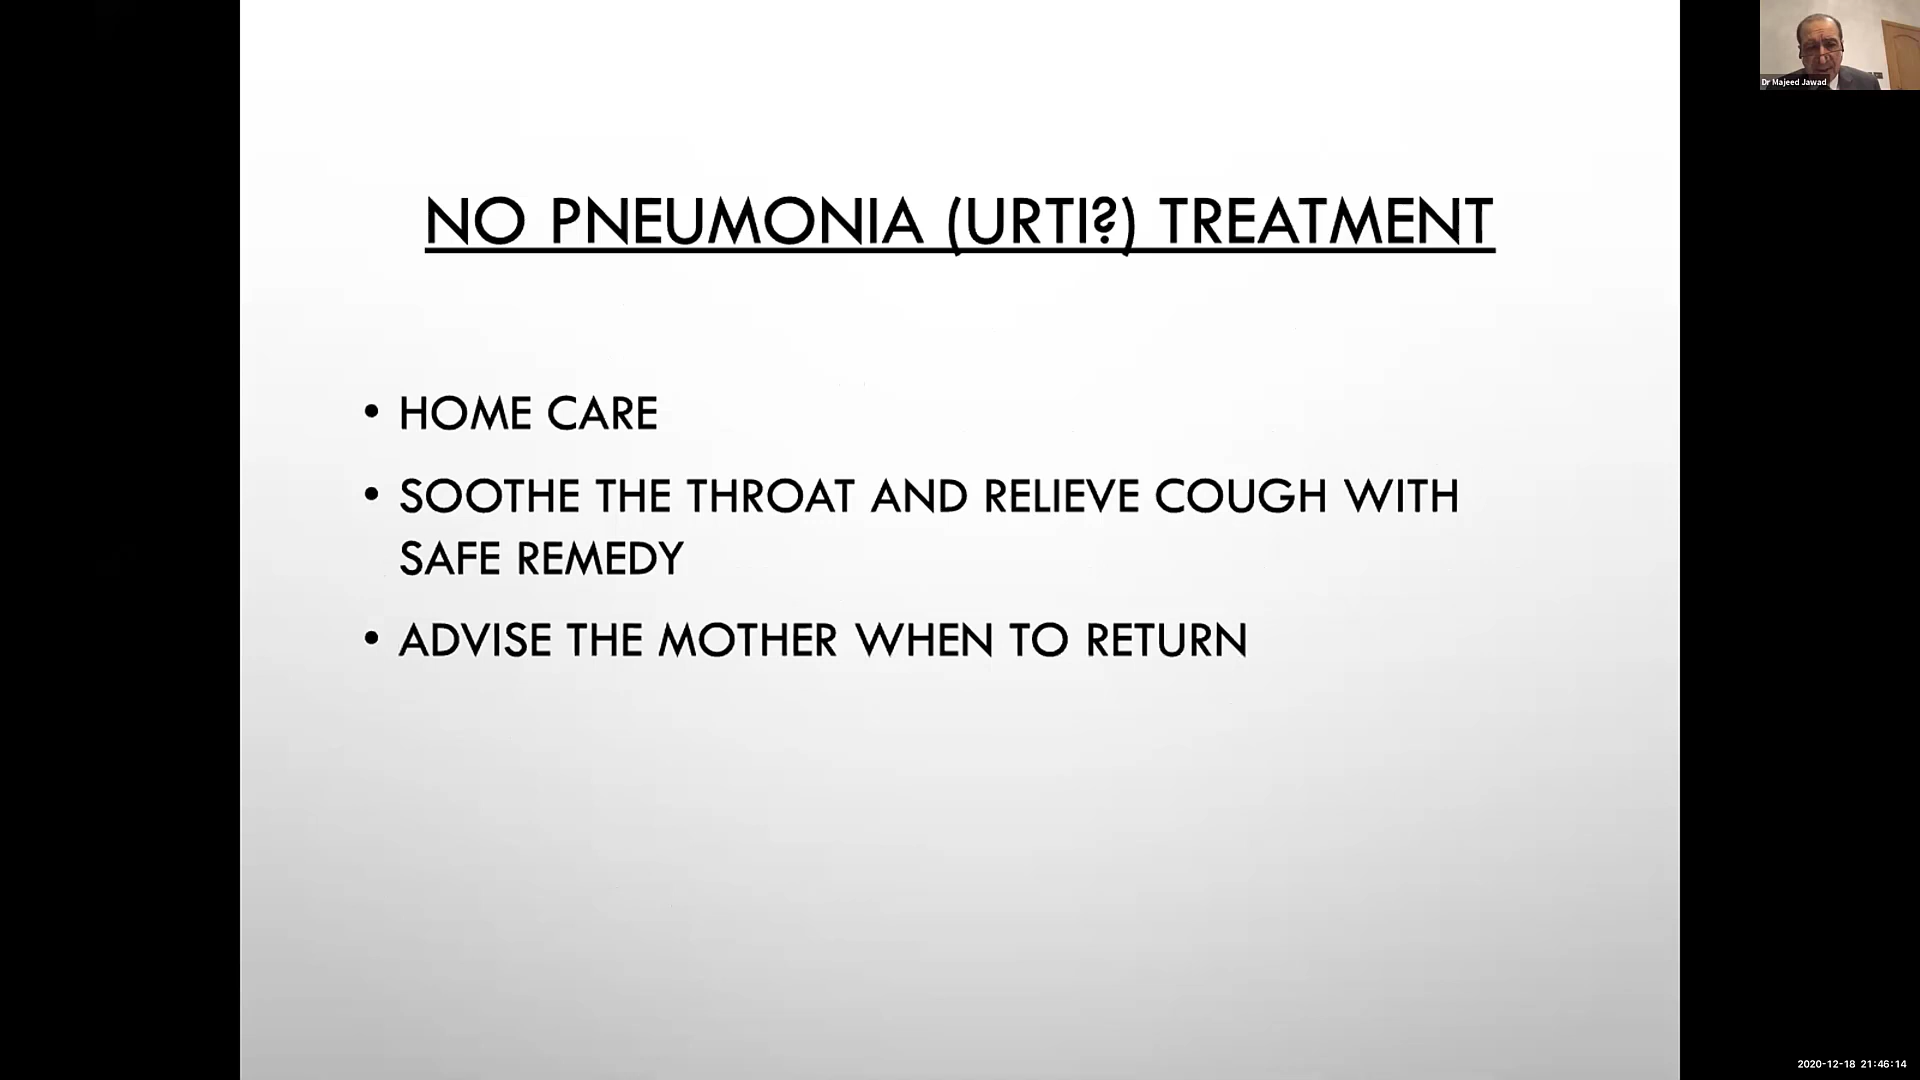 Dr Majeed Jawad
NO PNEUMONIA (URTI?) TREATMENT
• HOME CARE
• SOOTHE THE THROAT AND RELIEVE COUGH WITH
SAFE REMEDY
• ADVISE THE MOTHER WHEN TO RETURN
2020-12-18 21:46:14